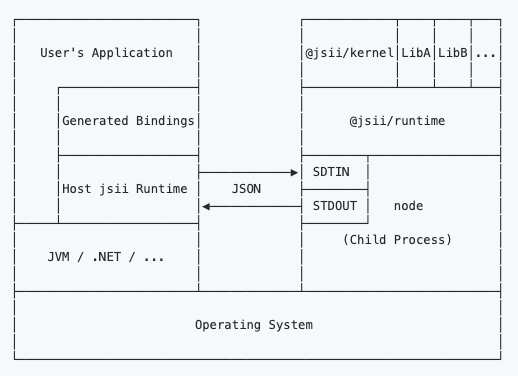 User's Application
@jsii/kernel LibA LibB ...
Generated Bindings
@jsii/runtime
SDTIN
Host jsii Runtime
JSON
STDOUT
node
(Child Process)
JVM / .NET / ...
Operating System